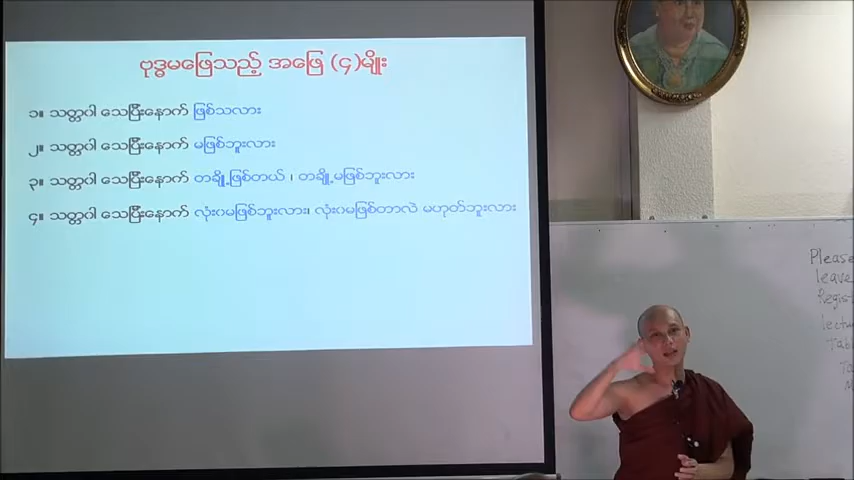 ဗုဒ္ဓမဖြေသည့် အဖြေ (၄)မျိုး
၁။ သတ္တဝါ သေပြီးနောက် ဖြစ်သလား
၂။ သတ္တဝါ သေပြီးနောက် မဖြစ်ဘူးလား
၃။ သတ္တဝါ သေပြီးနောက် တချို့ဖြစ်တယ် ၊ တချို့မဖြစ်ဘူးလား
၄။ သတ္တဝါ သေပြီးနောက် လုံးဝမဖြစ်ဘူးလား၊ လုံးဝမဖြစ်တာလဲ မဟုတ်ဘူးလား
Please
leave
Regist
lectu
Tab